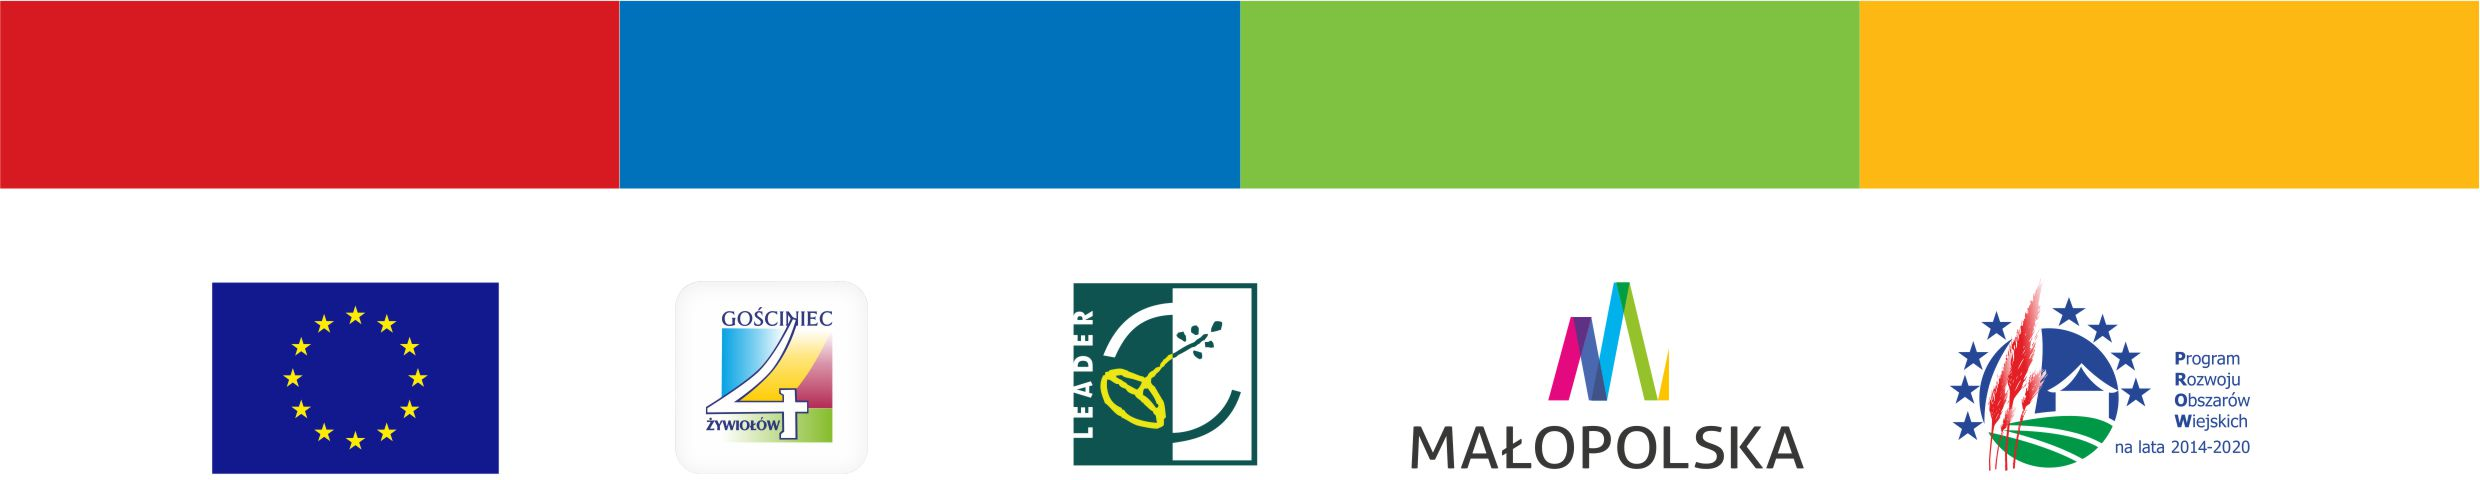 GOŚCINIEC
4
ŻYWIOŁÓW
LEADER
MAŁOPOLSKA
Program
Rozwoju
Obszarów
Wiejskich
na lata 2014-2020